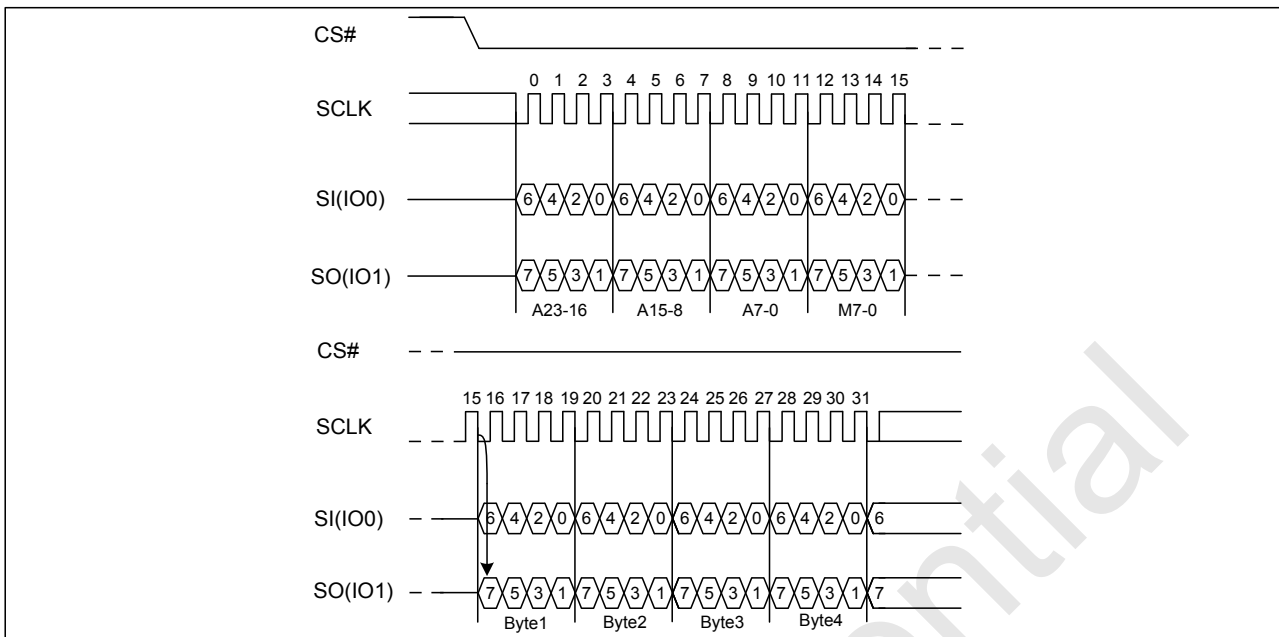 CS#
0 1 2 3 4 5 6 7 8 9 10 11 12 13 14 15
SCLK
SI(IO0) 6 4 2 0 6 4 2 0 6 4 2 0 6 4 2 0
SO(IO1) 7 5 3 1 7 5 3 1 7 5 3 1 7 5 3 1
A23-16 A15-8 A7-0 M7-0
CS#
15 16 17 18 19 20 21 22 23 24 25 26 27 28 29 30 31
SCLK
SI(IO0) 6 4 2 0 6 4 2 0 6 4 2 0 6 4 2 0 6
SO(IO1) 7 5 3 1 7 5 3 1 7 5 3 1 7 5 3 1 7
Byte1 Byte2 Byte3 Byte4
ential